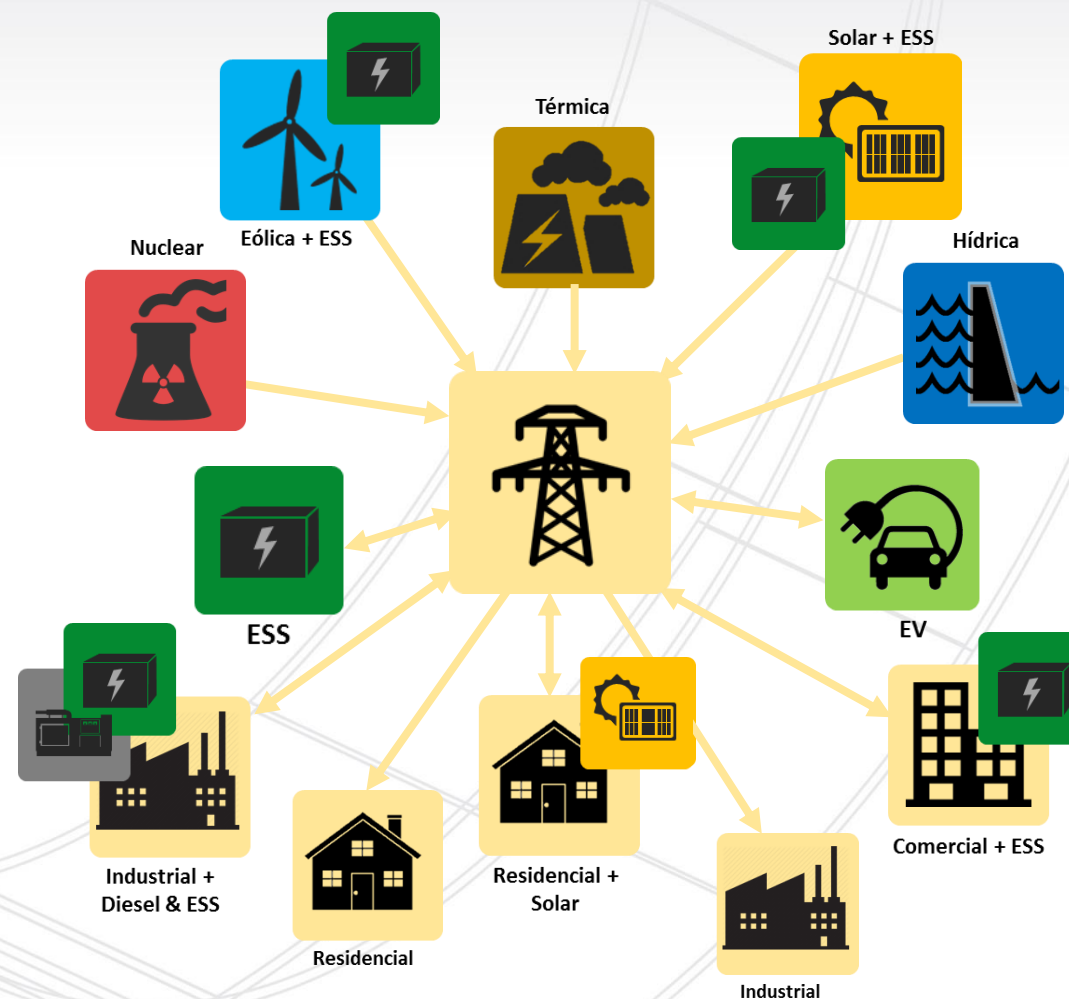 Solar + ESS
Térmica
Eólica + ESS
Nuclear
Hídrica
ESS
EV
Comercial + ESS
Industrial +
Diesel & ESS
Residencial +
Solar
Residencial
Industrial